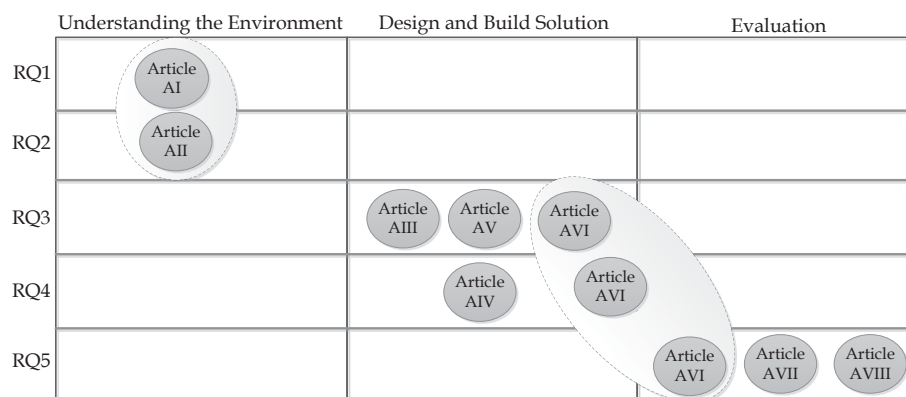 Understanding the Environment
Design and Build Solution
Evaluation
RQ1
Article
AI
RQ2
Article
AII
RQ3
Article
AIII
Article
AV
Article
AVI
RQ4
Article
AIV
Article
AVI
RQ5
Article
AVI
Article
AVII
Article
AVIII